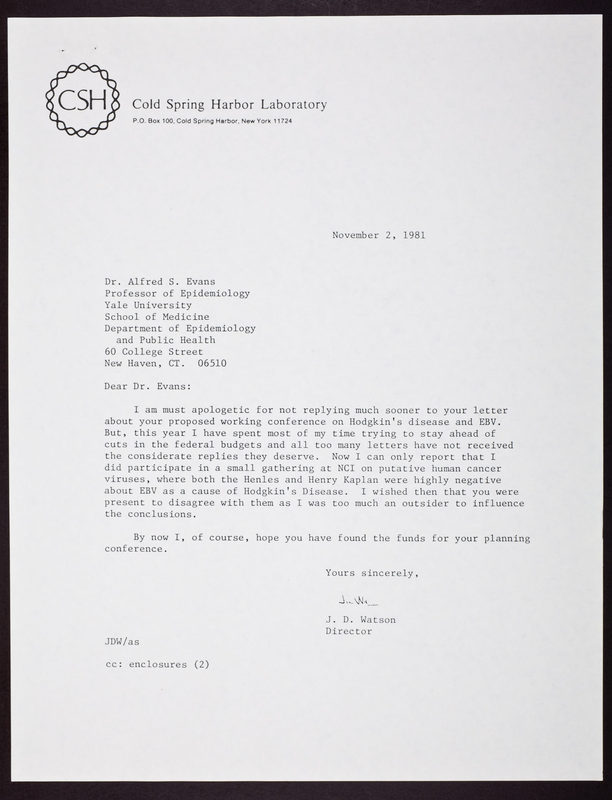 CSH
Cold Spring Harbor Laboratory
P.O. Box 100, Cold Spring Harbor, New York 11724
November 2, 1981
Dr. Alfred S. Evans
Professor of Epidemiology
Yale University
School of Medicine
Department of Epidemiology
and Public Health
60 College Street
New Haven, CT. 06510
Dear Dr. Evans:
I am must apologetic for not replying much sooner to your letter
about your proposed working conference on Hodgkin's disease and EBV.
But, this year I have spent most of my time trying to stay ahead of
cuts in the federal budgets and all too many letters have not received
the considerate replies they deserve. Now I can only report that I
did participate in a small gathering at NCI on putative human cancer
viruses, where both the Henles and Henry Kaplan were highly negative
about EBV as a cause of Hodgkin's Disease. I wished then that you were
present to disagree with them as I was too much an outsider to influence
the conclusions.
By now I, of course, hope you have found the funds for your planning
conference.
Yours sincerely,
J. D. Watson
Director
JDW/as
cc: enclosures (2)